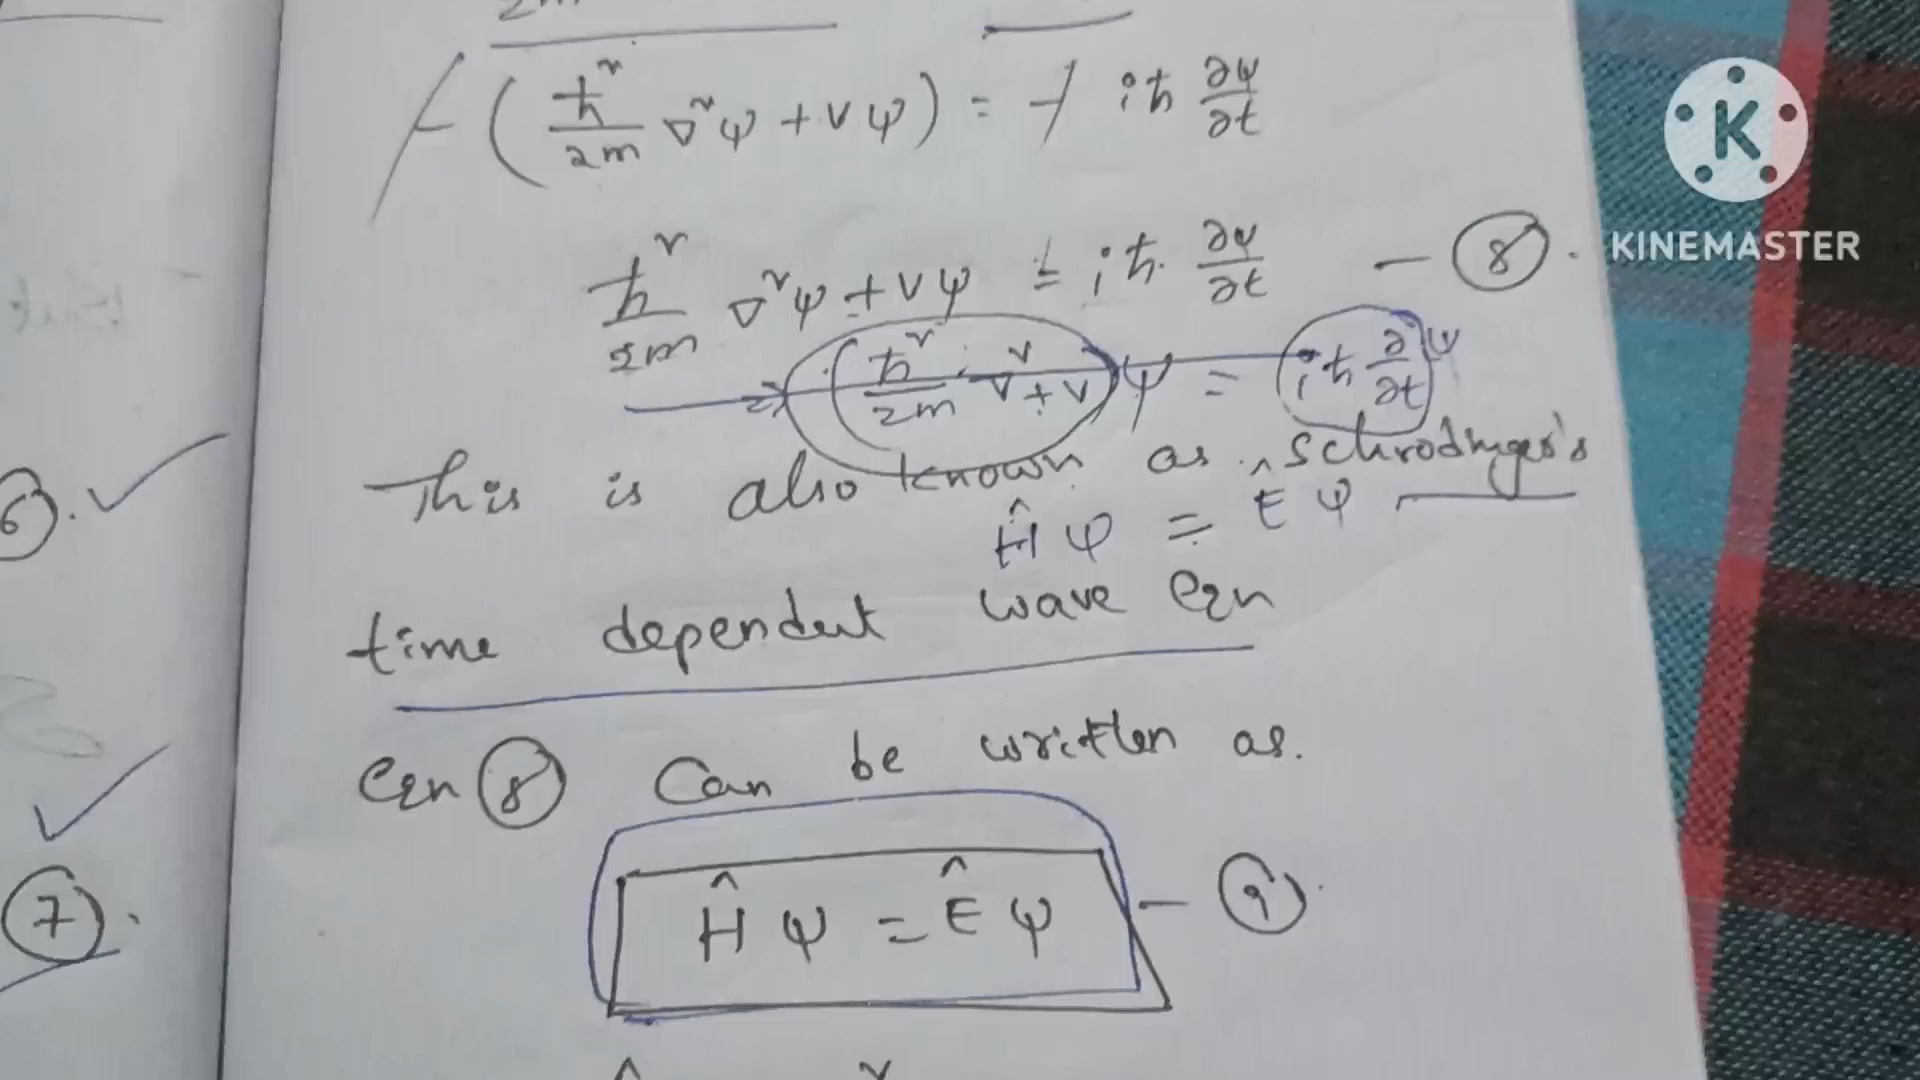 2m
-(ħ²/2m ∇²ψ + vψ) = - iħ ∂ψ/∂t
ħ²/2m ∇²ψ + vψ = iħ ∂ψ/∂t — ⑧.
(ħ²/2m ∇² + v) ψ = iħ ∂/∂t ψ
This is also known as Schrodinger's
Ĥψ = Êψ
time dependent wave eqn
eqn ⑧ Can be written as.
Ĥψ = Êψ — ⑨.
6.
7.
K
KINEMASTER